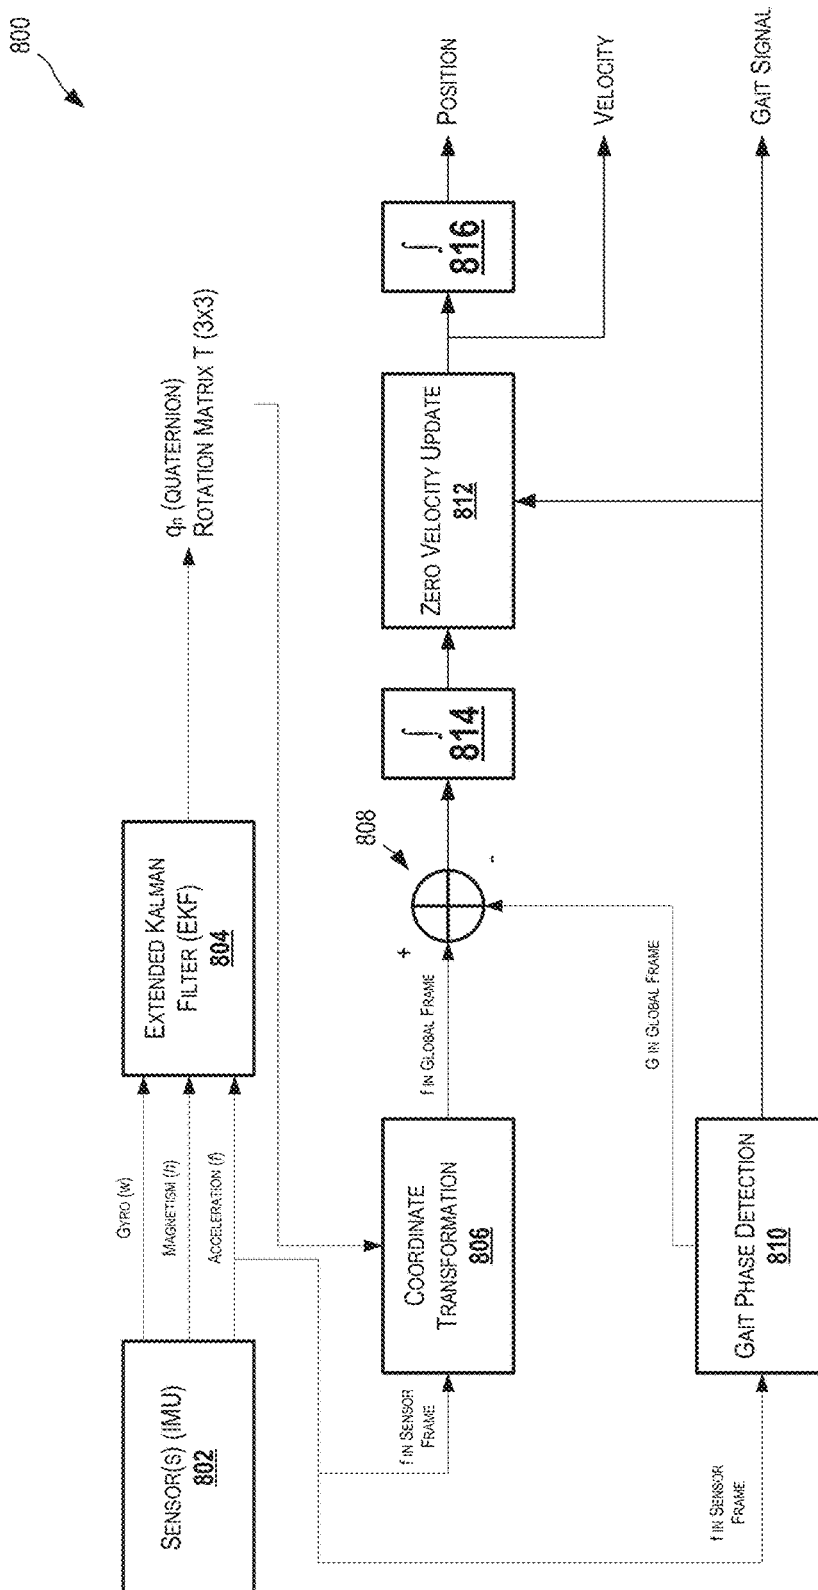 800
SENSOR(S) (IMU)
802
GYRO (w)
MAGNETISM (h)
ACCELERATION (f)
EXTENDED KALMAN
FILTER (EKF)
804
(QUATERNION)
ROTATION MATRIX T (3X3)
f IN SENSOR
FRAME
COORDINATE
TRANSFORMATION
806
f IN GLOBAL FRAME
+
808
-
∫
814
ZERO VELOCITY UPDATE
812
∫
816
POSITION
VELOCITY
f IN SENSOR
FRAME
GAIT PHASE DETECTION
810
G IN GLOBAL FRAME
GAIT SIGNAL